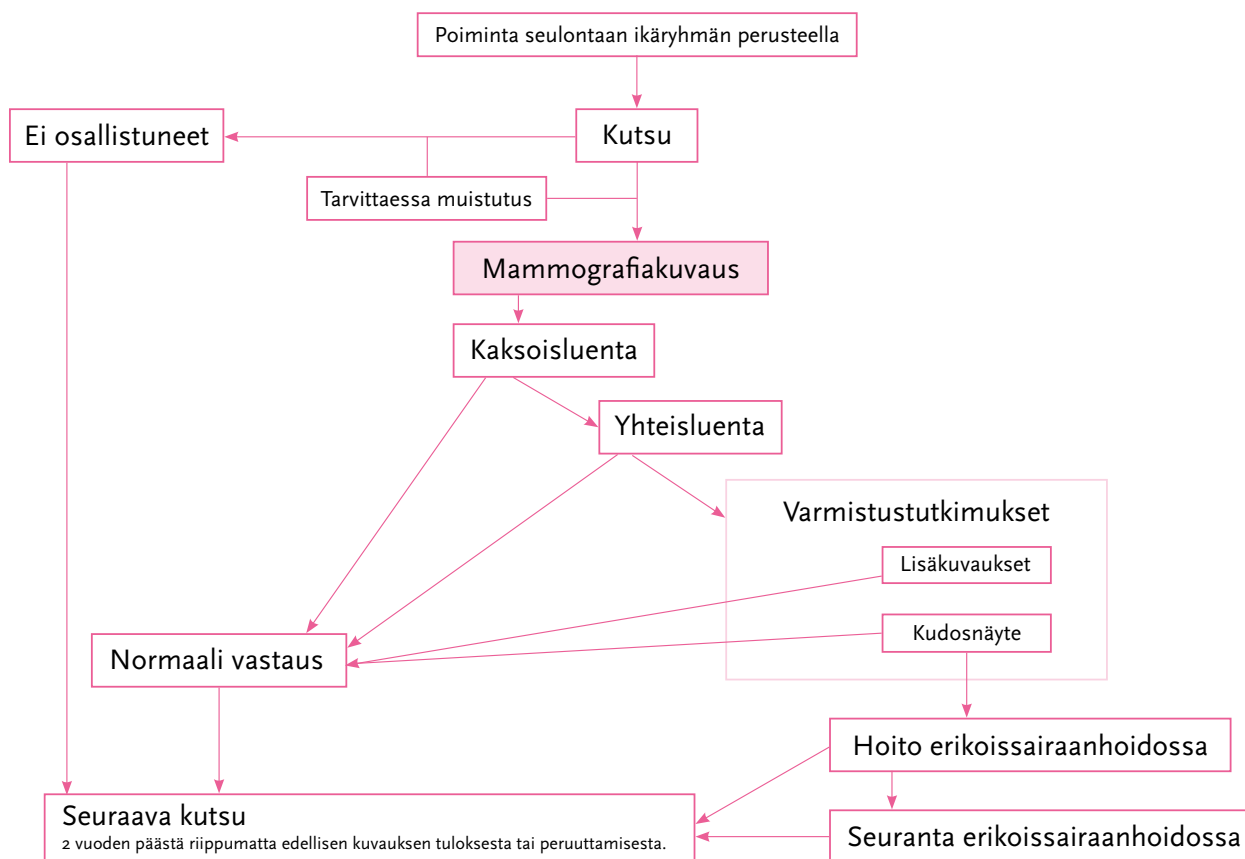 Poiminta seulontaan ikäryhmän perusteella
Ei osallistuneet
Kutsu
Tarvittaessa muistutus
Mammografiakuvaus
Kaksoisluenta
Yhteisluenta
Varmistustutkimukset
Lisäkuvaukset
Kudosnäyte
Normaali vastaus
Hoito erikoissairaanhoidossa
Seuraava kutsu
2 vuoden päästä riippumatta edellisen kuvauksen tuloksesta tai peruuttamisesta.
Seuranta erikoissairaanhoidossa